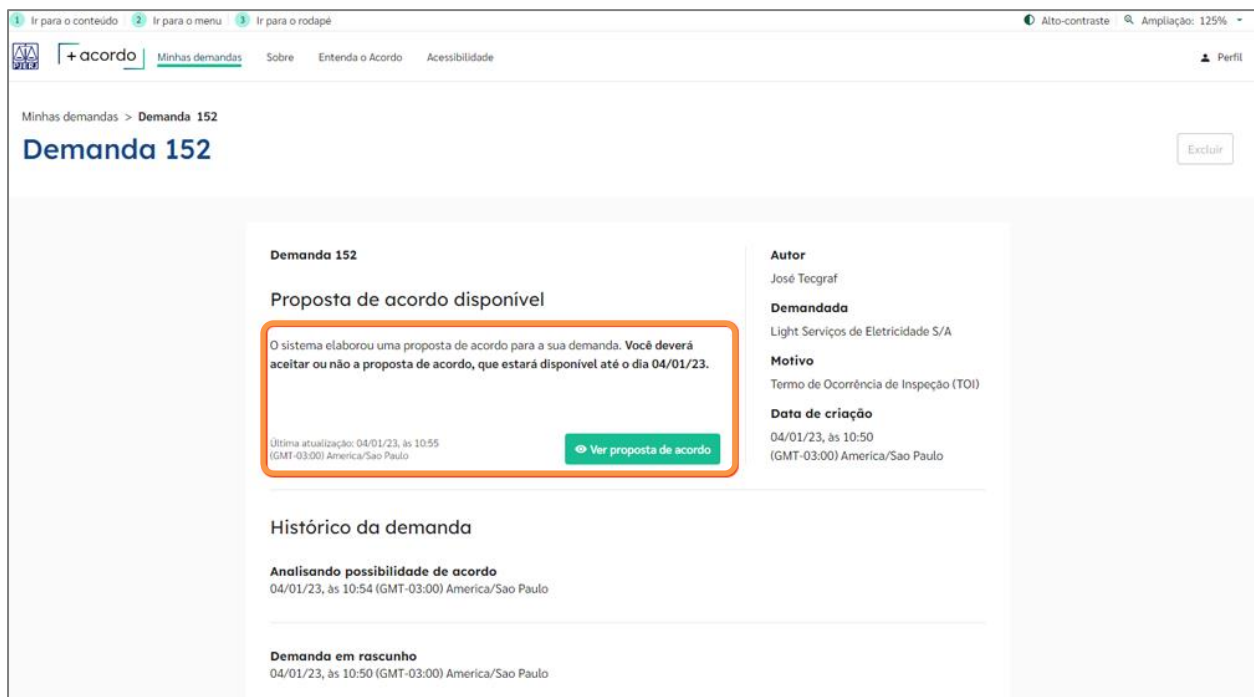 1 Ir para o conteúdo 2 Ir para o menu 3 Ir para o rodapé Alto-contraste Ampliação: 125%
PJERJ +acordo Minhas demandas Sobre Entenda o Acordo Acessibilidade Perfil
Minhas demandas > Demanda 152
Demanda 152
Excluir
Demanda 152
Proposta de acordo disponível
O sistema elaborou uma proposta de acordo para a sua demanda. Você deverá
aceitar ou não a proposta de acordo, que estará disponível até o dia 04/01/23.
Última atualização: 04/01/23, às 10:55
(GMT-03:00) America/Sao Paulo
Ver proposta de acordo
Autor
José Tecgraf
Demandada
Light Serviços de Eletricidade S/A
Motivo
Termo de Ocorrência de Inspeção (TOI)
Data de criação
04/01/23, às 10:50
(GMT-03:00) America/Sao Paulo
Histórico da demanda
Analisando possibilidade de acordo
04/01/23, às 10:54 (GMT-03:00) America/Sao Paulo
Demanda em rascunho
04/01/23, às 10:50 (GMT-03:00) America/Sao Paulo